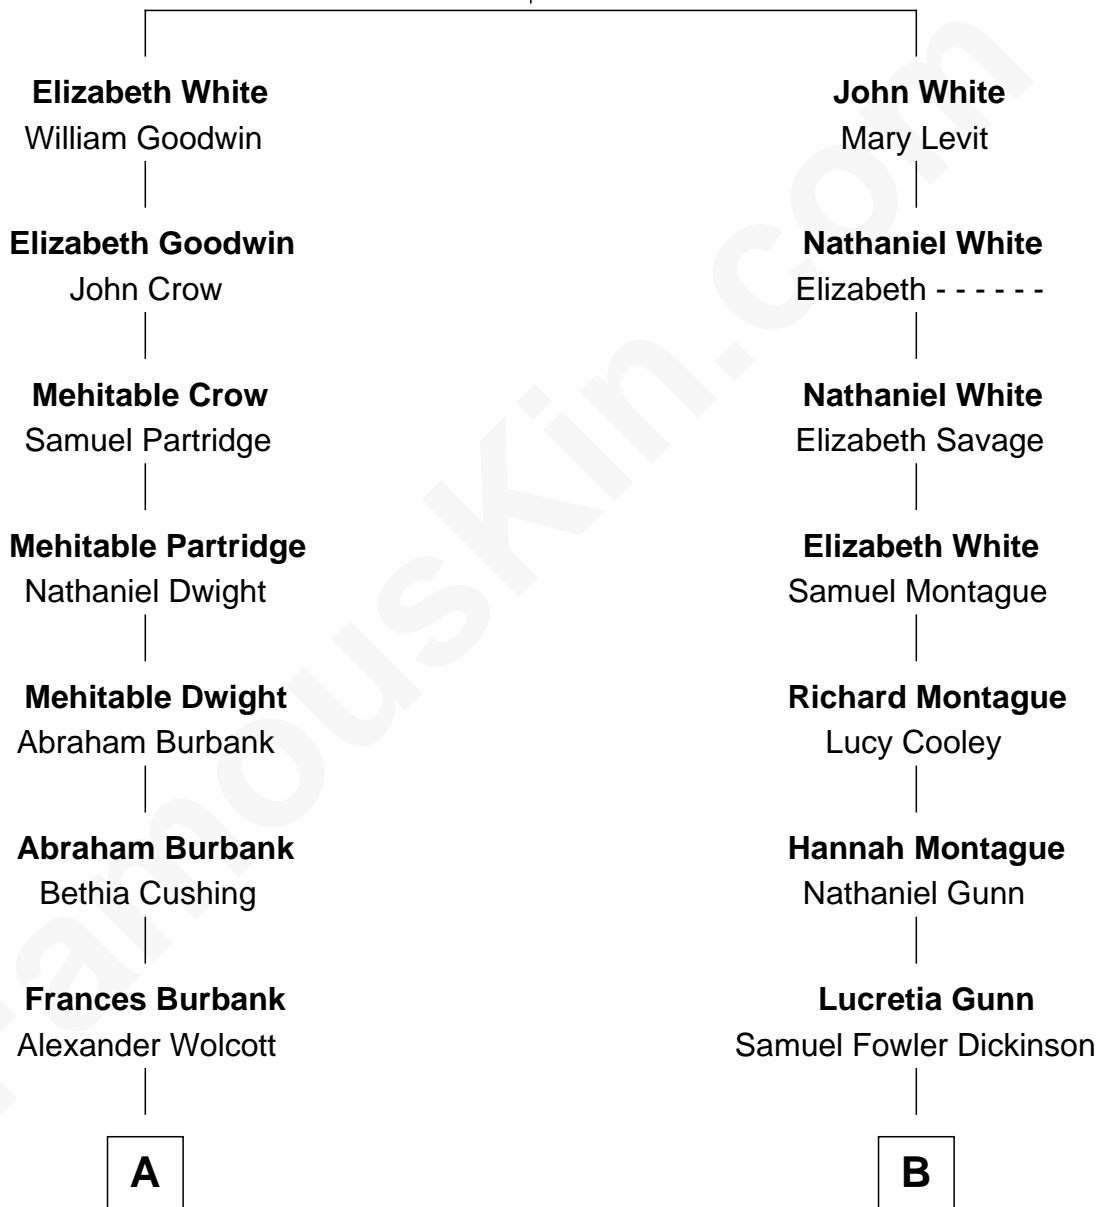 Elizabeth White
William Goodwin
Elizabeth Goodwin
John Crow
Mehitable Crow
Samuel Partridge
Mehitable Partridge
Nathaniel Dwight
Mehitable Dwight
Abraham Burbank
Abraham Burbank
Bethia Cushing
Frances Burbank
Alexander Wolcott
A
John White
Mary Levit
Nathaniel White
Elizabeth - - - - - -
Nathaniel White
Elizabeth Savage
Elizabeth White
Samuel Montague
Richard Montague
Lucy Cooley
Hannah Montague
Nathaniel Gunn
Lucretia Gunn
Samuel Fowler Dickinson
B
FamousKin.com